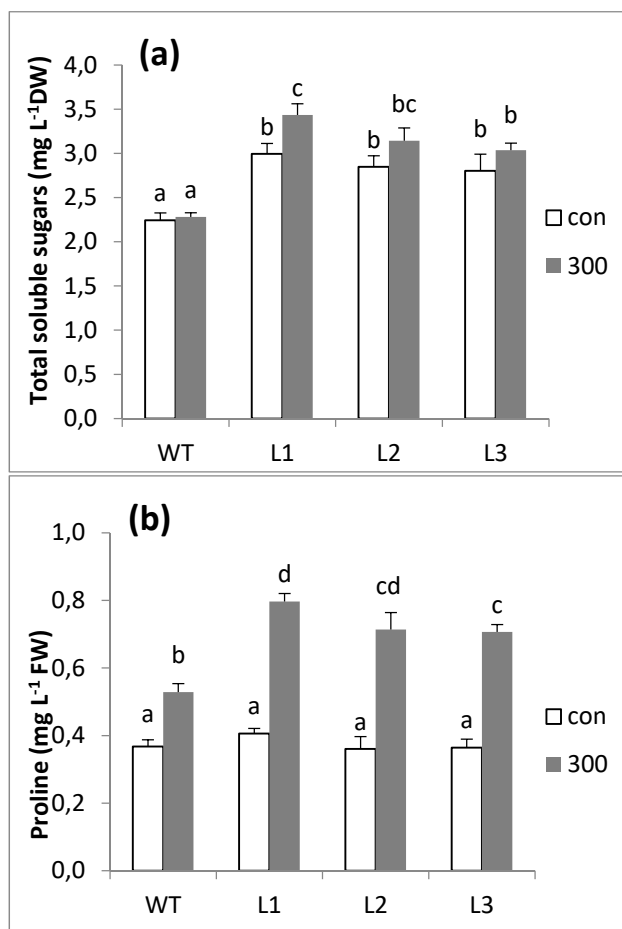 (a)
Total soluble sugars (mg L⁻¹DW)
4,0
3,5
3,0
2,5
2,0
1,5
1,0
0,5
0,0
a a b c b bc b b
WT L1 L2 L3
con
300
(b)
Proline (mg L⁻¹ FW)
1,0
0,8
0,6
0,4
0,2
0,0
a b a d a cd a c
WT L1 L2 L3
con
300